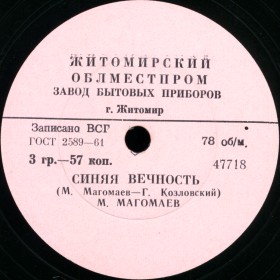 ЖИТОМИРСКИЙ
ОБЛМЕСТПРОМ
ЗАВОД БЫТОВЫХ ПРИБОРОВ
г. Житомир
Записано ВСГ 78 об/м.
ГОСТ 2589—61
3 гр.—57 коп. 47718
СИНЯЯ ВЕЧНОСТЬ
(М. Магомаев—Г. Козловский)
М. МАГОМАЕВ